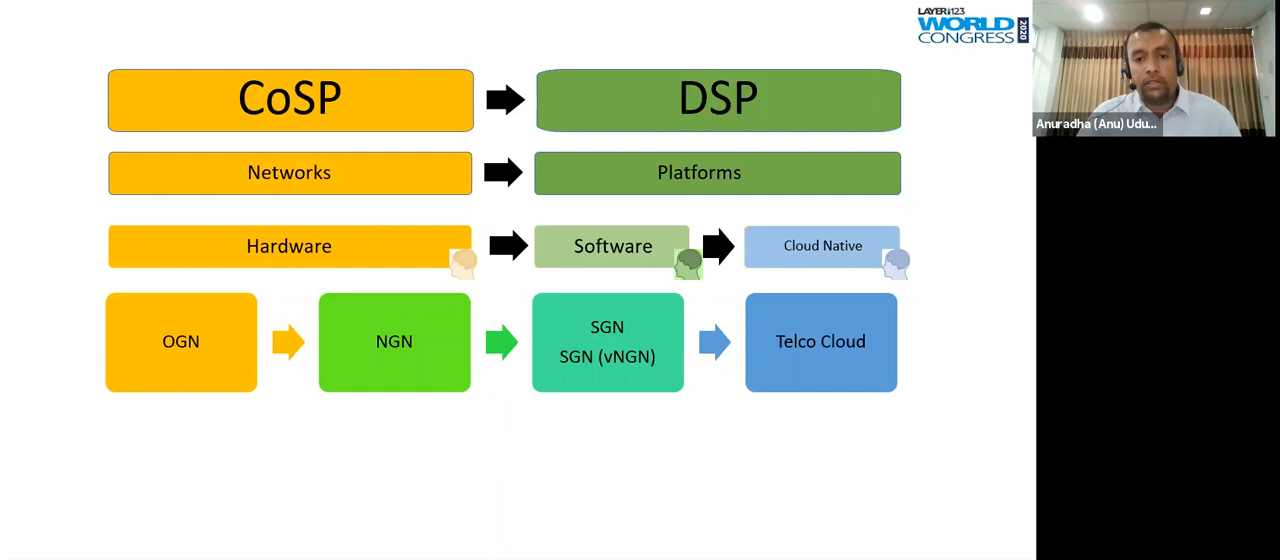 LAYER123
WORLD
CONGRESS 2020
Anuradha (Anu) Udu...
CoSP
DSP
Networks
Platforms
Hardware
Software
Cloud Native
OGN
NGN
SGN
SGN (vNGN)
Telco Cloud